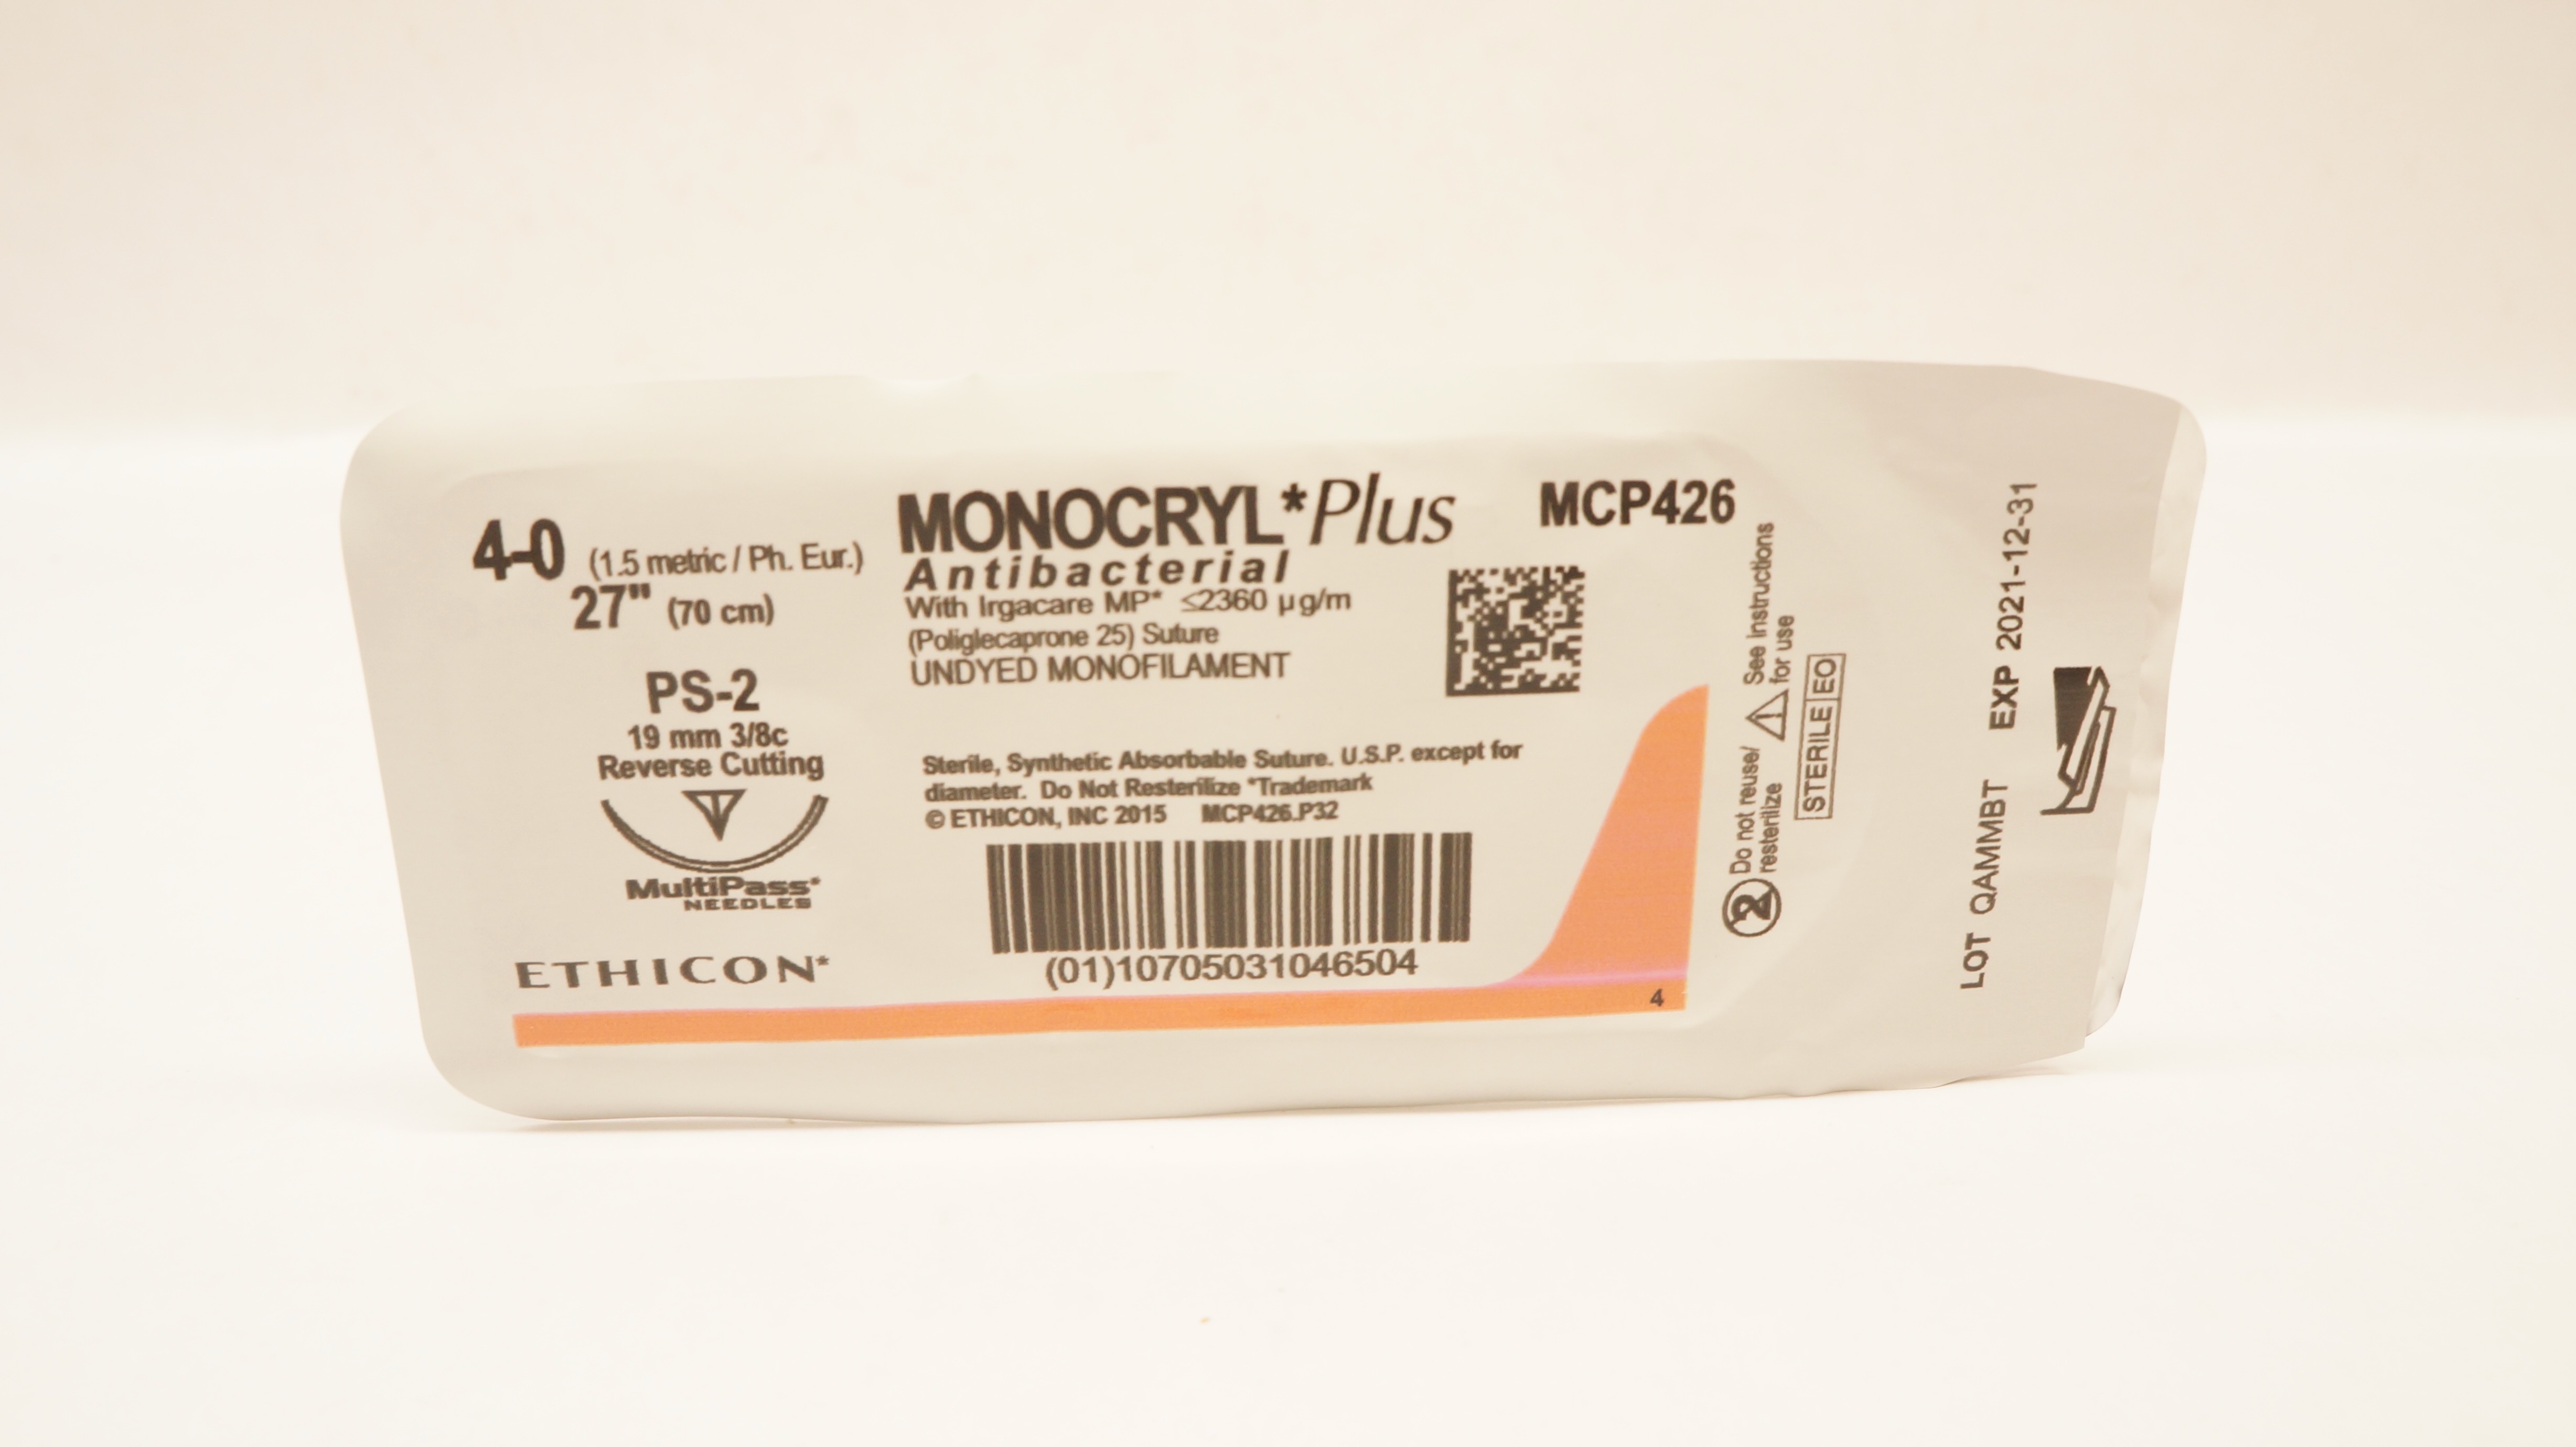 4-0 (1.5 metric / Ph. Eur.)
27" (70 cm)
PS-2
19 mm 3/8c
Reverse Cutting
MultiPass*
NEEDLES
ETHICON*
MONOCRYL*Plus
Antibacterial
With Irgacare MP* ≤2360 µg/m
(Poliglecaprone 25) Suture
UNDYED MONOFILAMENT
Sterile, Synthetic Absorbable Suture. U.S.P. except for
diameter. Do Not Resterilize *Trademark
© ETHICON, INC 2015 MCP426.P32
(01)10705031046504
MCP426
4
2 Do not reuse/
resterilize
See instructions
for use
STERILE EO
LOT QAMMBT EXP 2021-12-31